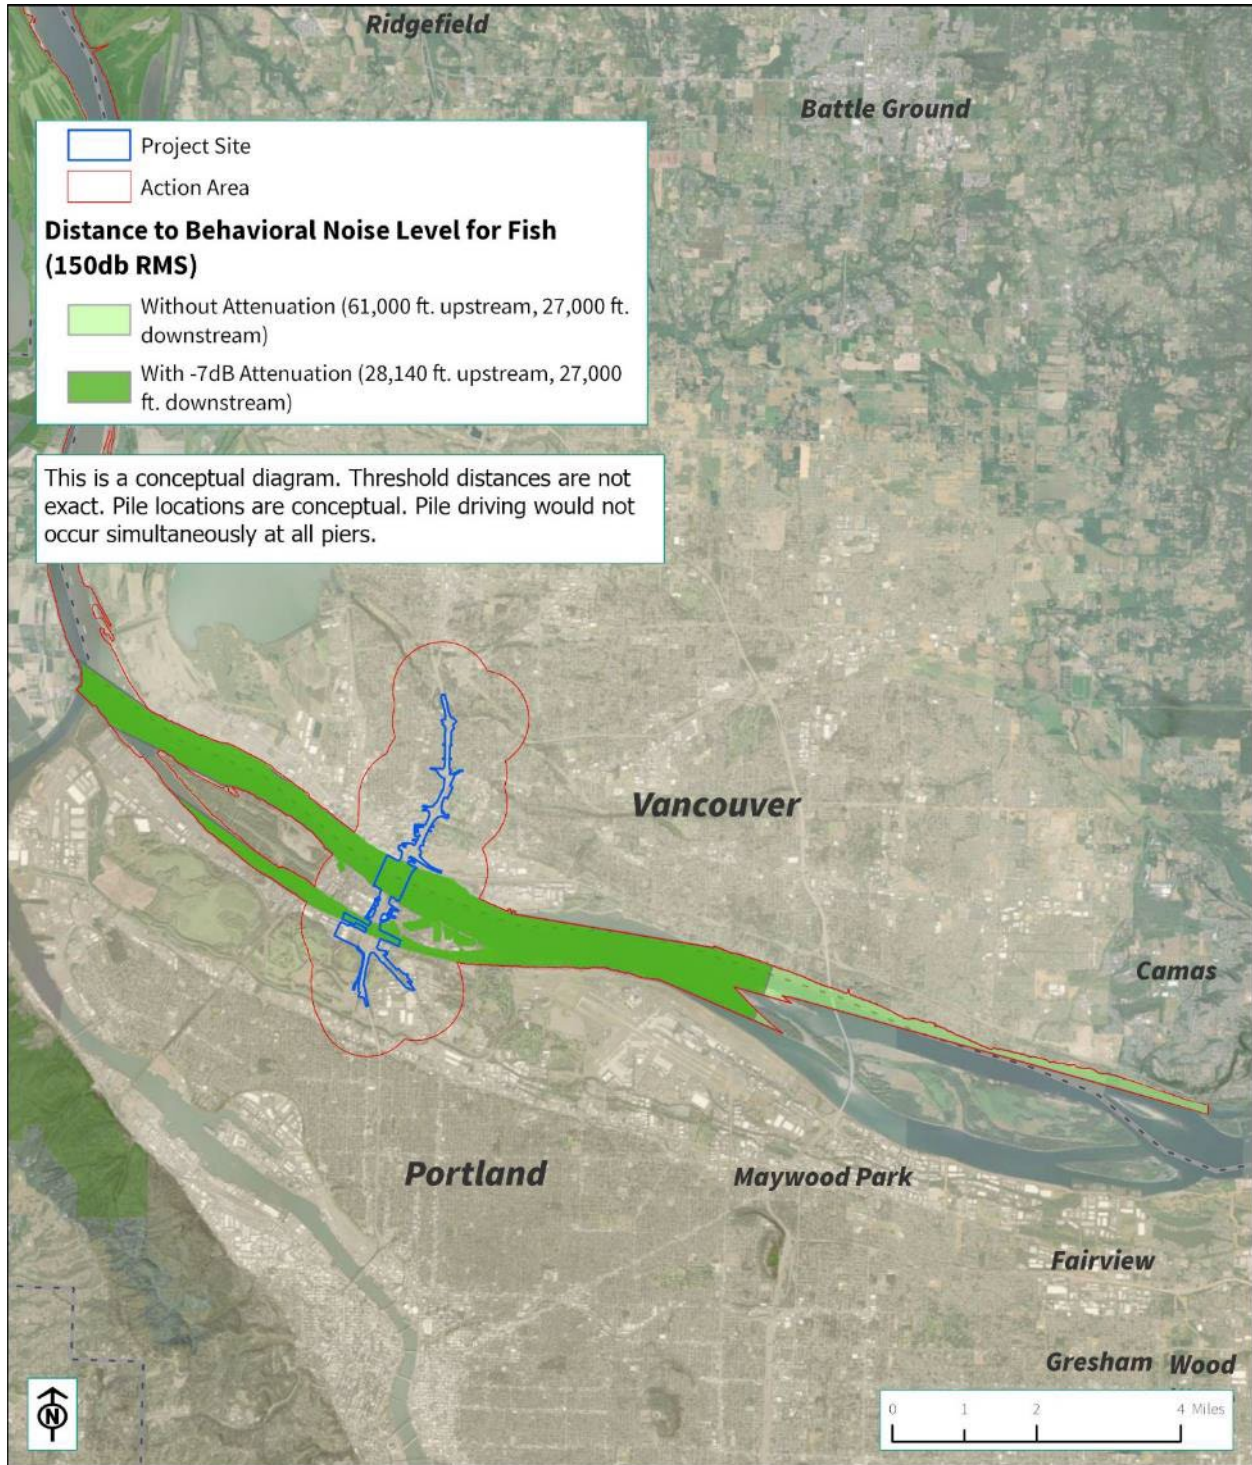 Ridgefield
Battle Ground
Project Site
Action Area
Distance to Behavioral Noise Level for Fish
(150db RMS)
Without Attenuation (61,000 ft. upstream, 27,000 ft.
downstream)
With -7dB Attenuation (28,140 ft. upstream, 27,000
ft. downstream)
This is a conceptual diagram. Threshold distances are not
exact. Pile locations are conceptual. Pile driving would not
occur simultaneously at all piers.
Vancouver
Camas
Portland
Maywood Park
Fairview
Gresham Wood
N
0 1 2 4 Miles